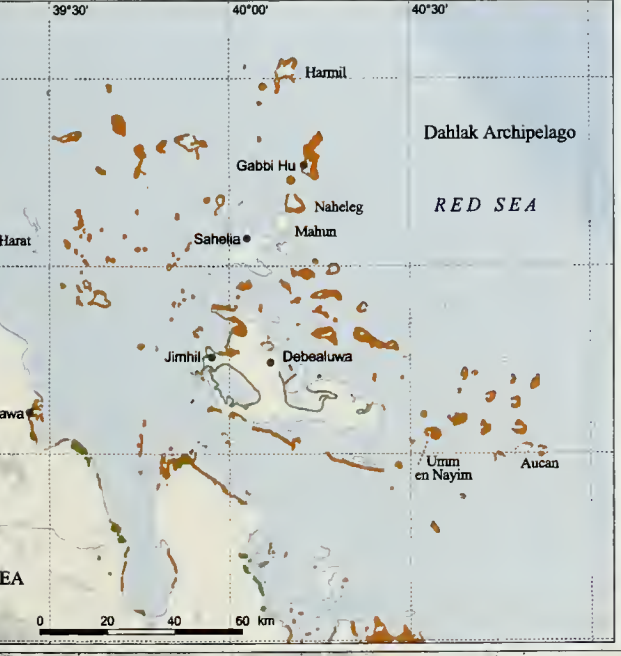 39°30'
40°00'
40°30'
Harmil
Dahlak Archipelago
Gabbi Hu
RED SEA
Naheleg
Mahun
Harat
Sahelia
Jimhil
Debealuwa
awa
Umm
en Nayim
Aucan
EA
0 20 40 60 km